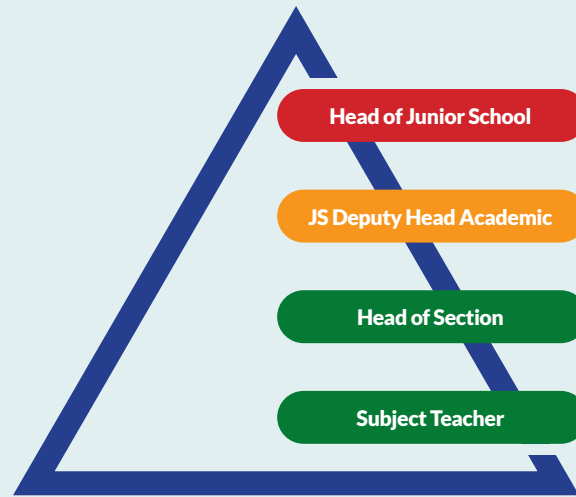 Head of Junior School
JS Deputy Head Academic
Head of Section
Subject Teacher